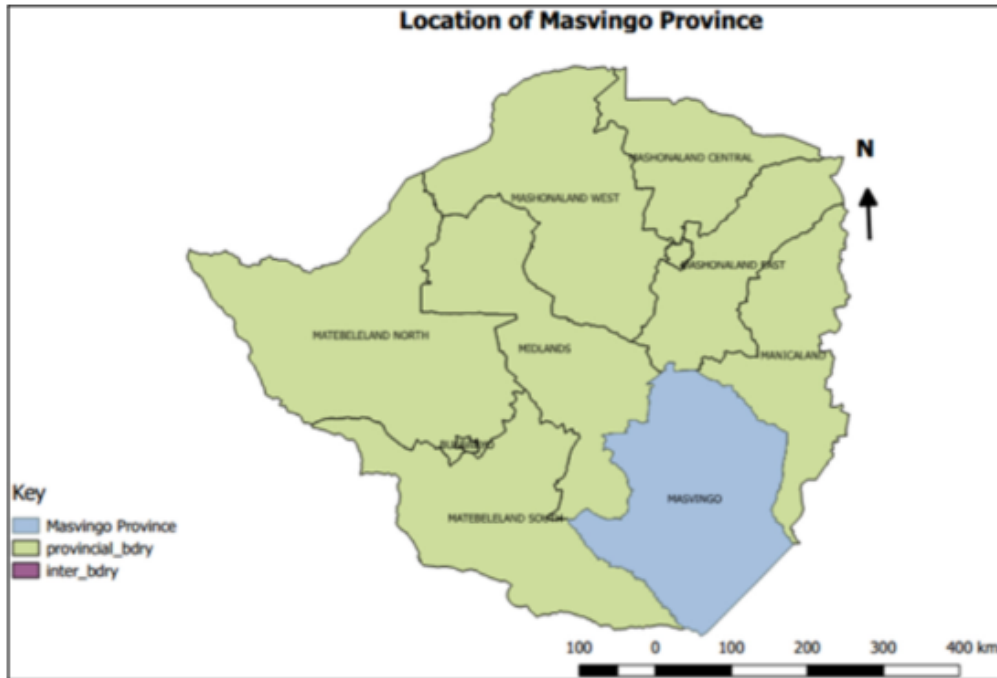 Location of Masvingo Province
N
MASHONALAND CENTRAL
MASHONALAND WEST
MASHONALAND EAST
MATEBELELAND NORTH
MIDLANDS
MANICALAND
BULAWAYO
MASVINGO
MATEBELELAND SOUTH
Key
Masvingo Province
provincial_bdry
inter_bdry
100 0 100 200 300 400 km